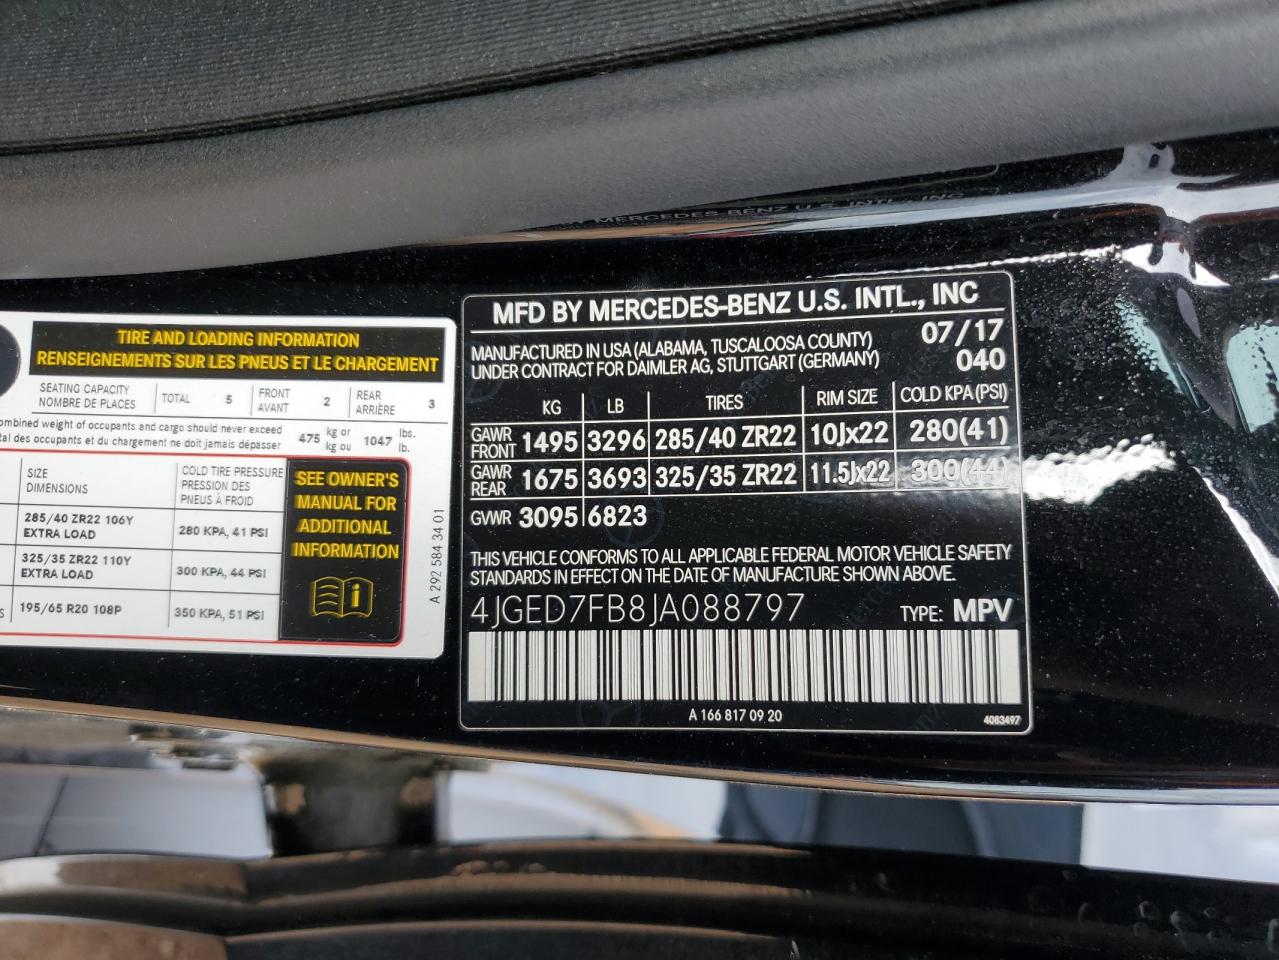 TIRE AND LOADING INFORMATION
RENSEIGNEMENTS SUR LES PNEUS ET LE CHARGEMENT
SEATING CAPACITY TOTAL 5 FRONT 2 REAR 3
NOMBRE DE PLACES AVANT ARRIÈRE
weight of occupants and cargo should never exceed 475 kg or 1047 lbs.
des occupants et du chargement ne doit jamais dépasser kg ou lb.
SIZE COLD TIRE PRESSURE
DIMENSIONS PRESSION DES
PNEUS À FROID
285/40 ZR22 106Y 280 KPA, 41 PSI
EXTRA LOAD
325/35 ZR22 110Y 300 KPA, 44 PSI
EXTRA LOAD
195/65 R20 108P 350 KPA, 51 PSI
SEE OWNER'S
MANUAL FOR
ADDITIONAL
INFORMATION
A 292 584 34 01
MFD BY MERCEDES-BENZ U.S. INTL., INC
MANUFACTURED IN USA (ALABAMA, TUSCALOOSA COUNTY) 07/17
UNDER CONTRACT FOR DAIMLER AG, STUTTGART (GERMANY) 040
KG LB TIRES RIM SIZE COLD KPA (PSI)
GAWR FRONT 1495 3296 285/40 ZR22 10Jx22 280(41)
GAWR REAR 1675 3693 325/35 ZR22 11.5Jx22 300(44)
GVWR 3095 6823
THIS VEHICLE CONFORMS TO ALL APPLICABLE FEDERAL MOTOR VEHICLE SAFETY
STANDARDS IN EFFECT ON THE DATE OF MANUFACTURE SHOWN ABOVE.
4JGED7FB8JA088797 TYPE: MPV
A 166 817 09 20 4083497